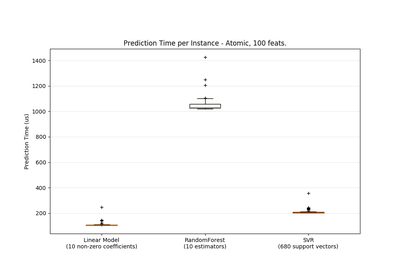 Prediction Time per Instance - Atomic, 100 feats.
1400
1200
1000
800
600
400
200
Prediction Time (us)
Linear Model
(10 non-zero coefficients)
RandomForest
(10 estimators)
SVR
(680 support vectors)